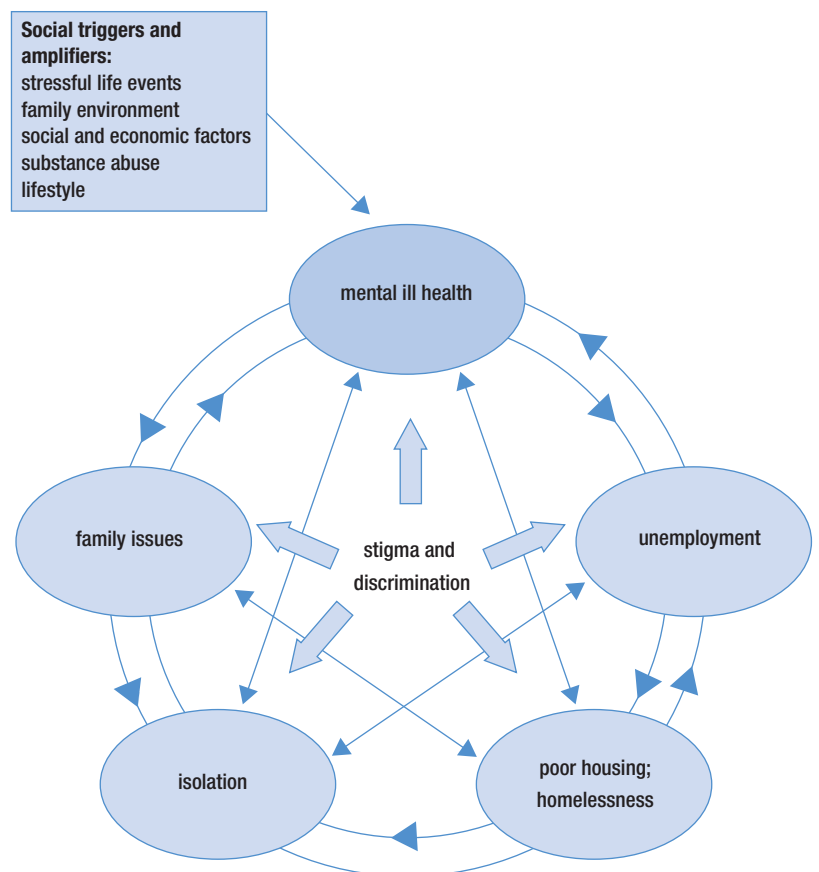 Social triggers and
amplifiers:
stressful life events
family environment
social and economic factors
substance abuse
lifestyle
mental ill health
family issues
unemployment
stigma and
discrimination
isolation
poor housing;
homelessness